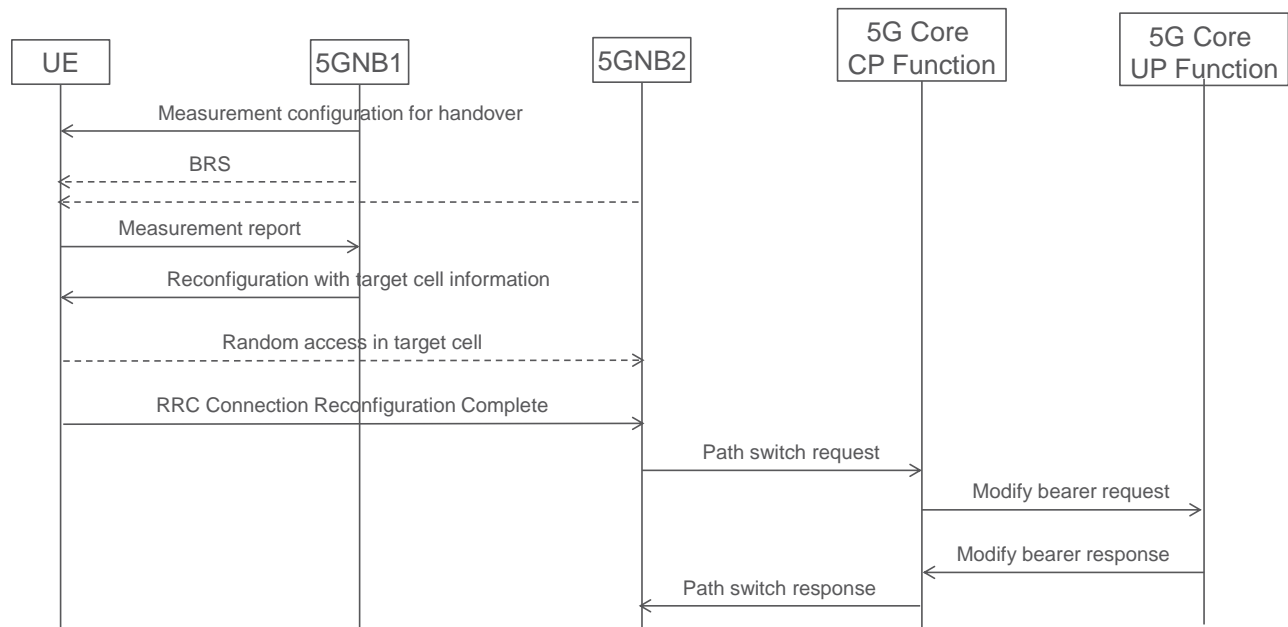 UE
5GNB1
5GNB2
5G Core
CP Function
5G Core
UP Function
Measurement configuration for handover
BRS
Measurement report
Reconfiguration with target cell information
Random access in target cell
RRC Connection Reconfiguration Complete
Path switch request
Modify bearer request
Modify bearer response
Path switch response